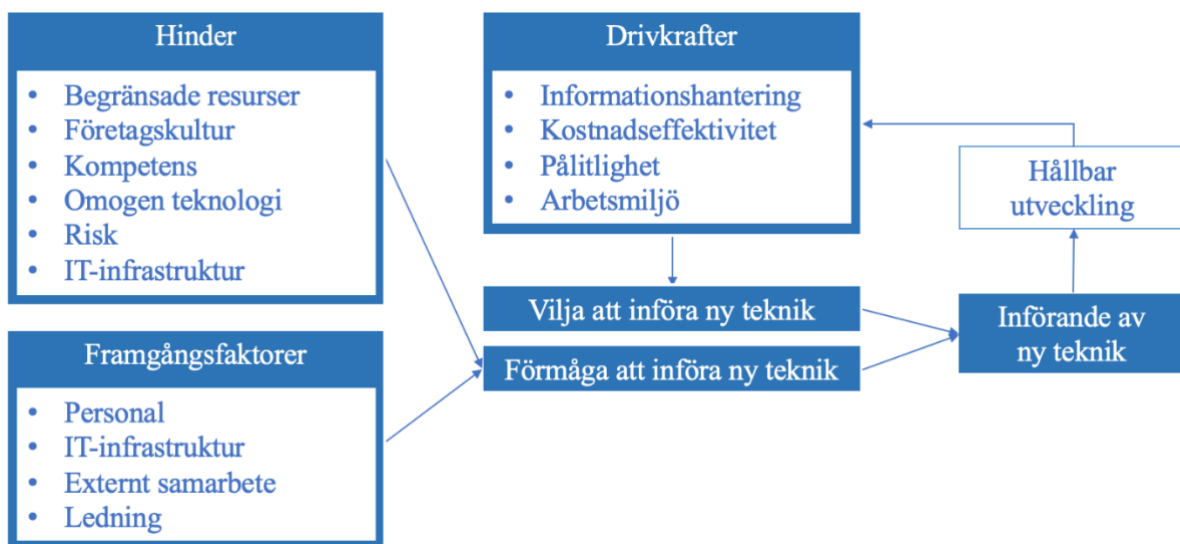 Hinder
• Begränsade resurser
• Företagskultur
• Kompetens
• Omogen teknologi
• Risk
• IT-infrastruktur
Framgångsfaktorer
• Personal
• IT-infrastruktur
• Externt samarbete
• Ledning
Drivkrafter
• Informationshantering
• Kostnadseffektivitet
• Pålitlighet
• Arbetsmiljö
Vilja att införa ny teknik
Förmåga att införa ny teknik
Införande av
ny teknik
Hållbar
utveckling